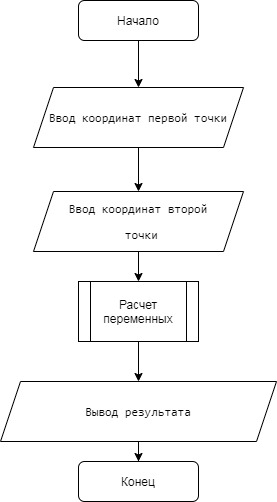 Начало
Ввод координат первой точки
Ввод координат второй
точки
Расчет
переменных
Вывод результата
Конец